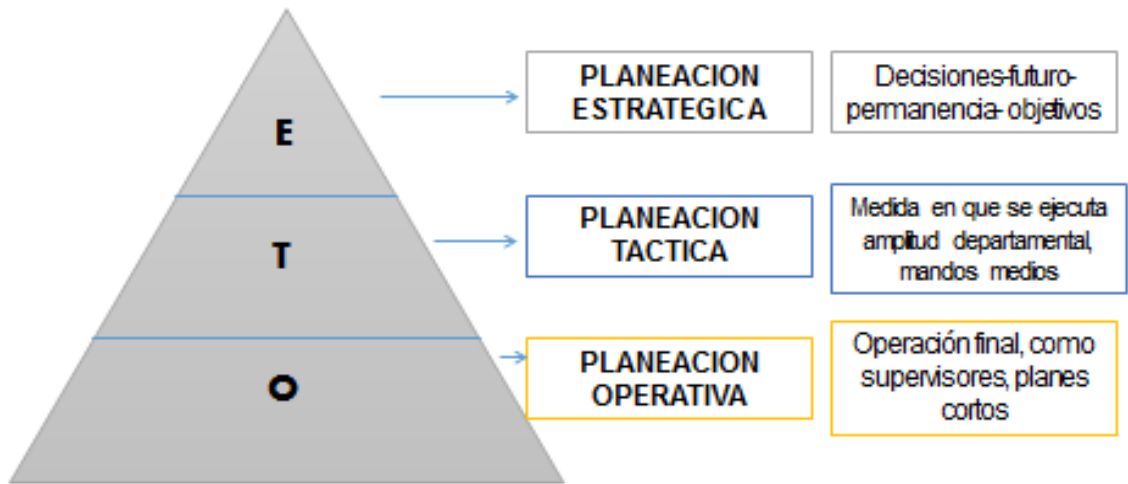 E
PLANEACION
ESTRATEGICA
Decisiones-futuro-
permanencia- objetivos
T
PLANEACION
TACTICA
Medida en que se ejecuta
amplitud departamental,
mandos medios
O
PLANEACION
OPERATIVA
Operación final, como
supervisores, planes
cortos